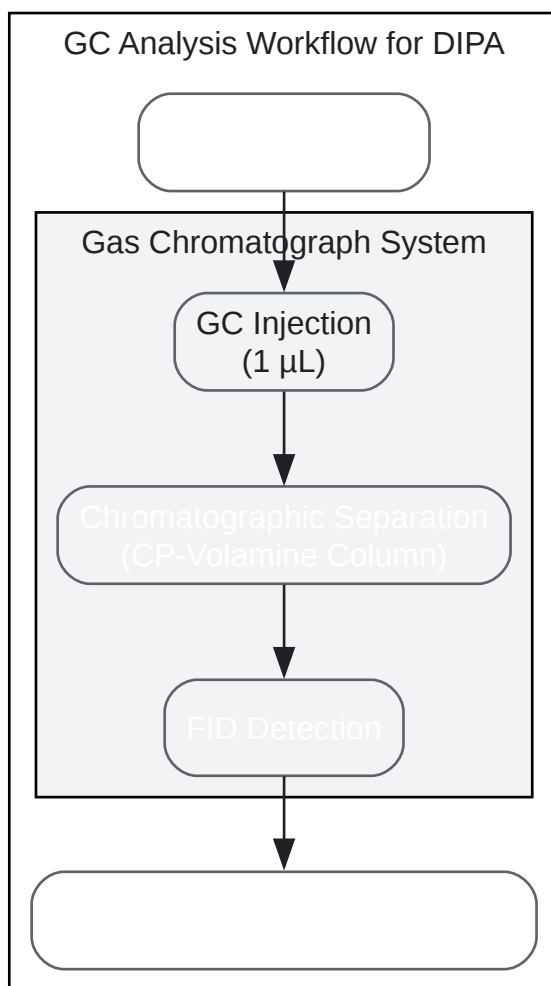 GC Analysis Workflow for DIPA
Gas Chromatograph System
GC Injection
(1 µL)
Chromatographic Separation
(CP-Volamine Column)
FID Detection